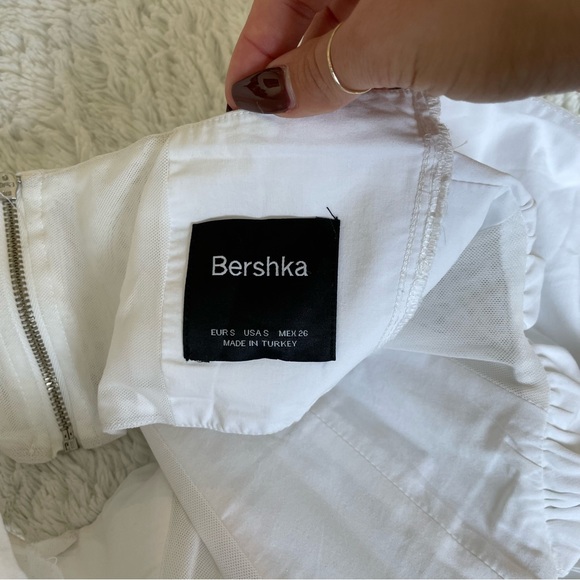 Bershka
EUR S USA S MEX 26
MADE IN TURKEY